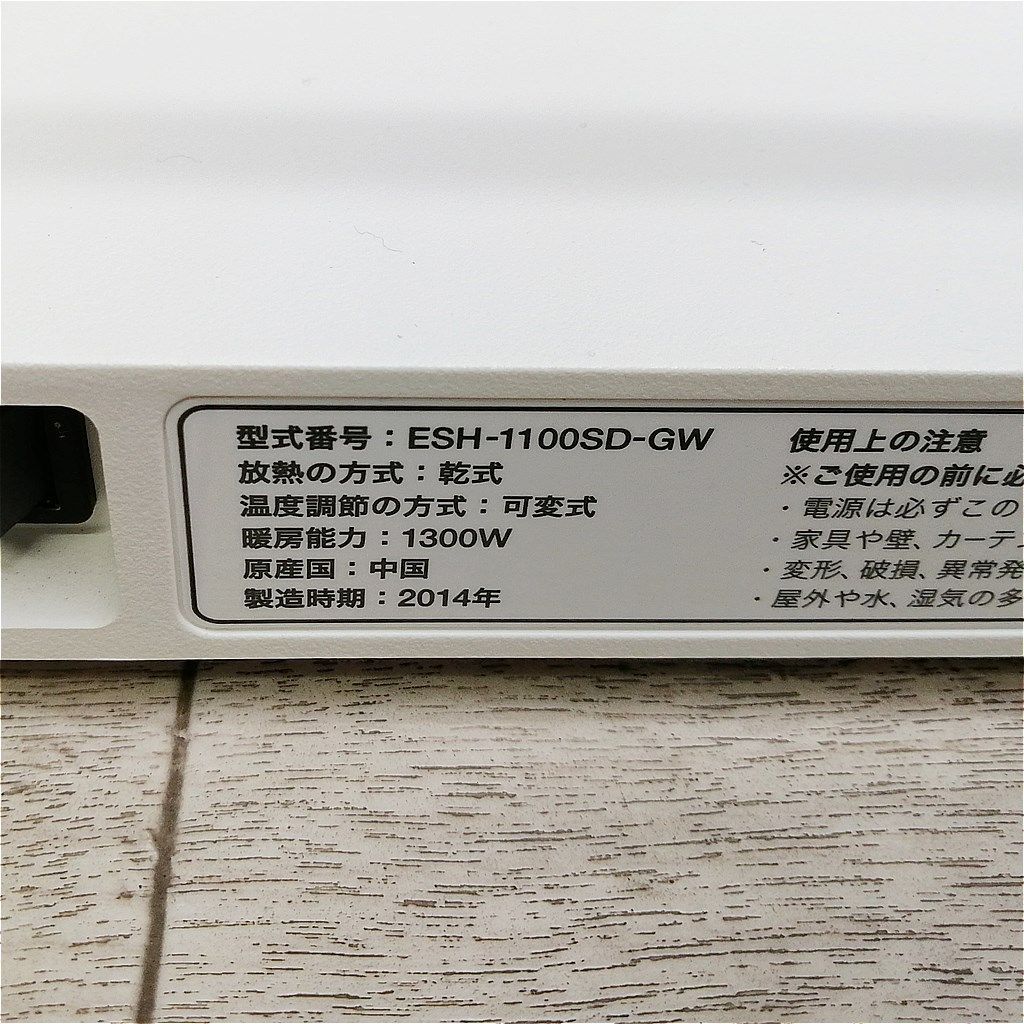 型式番号：ESH-1100SD-GW
放熱の方式：乾式
温度調節の方式：可変式
暖房能力：1300W
原産国：中国
製造時期：2014年
使用上の注意
※ご使用の前に必
・電源は必ずこの
・家具や壁、カーテ
・変形、破損、異常発
・屋外や水、湿気の多